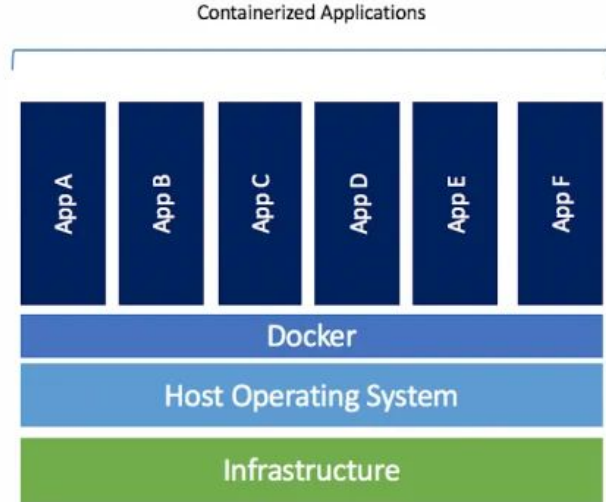 Containerized Applications
App A
App B
App C
App D
App E
App F
Docker
Host Operating System
Infrastructure